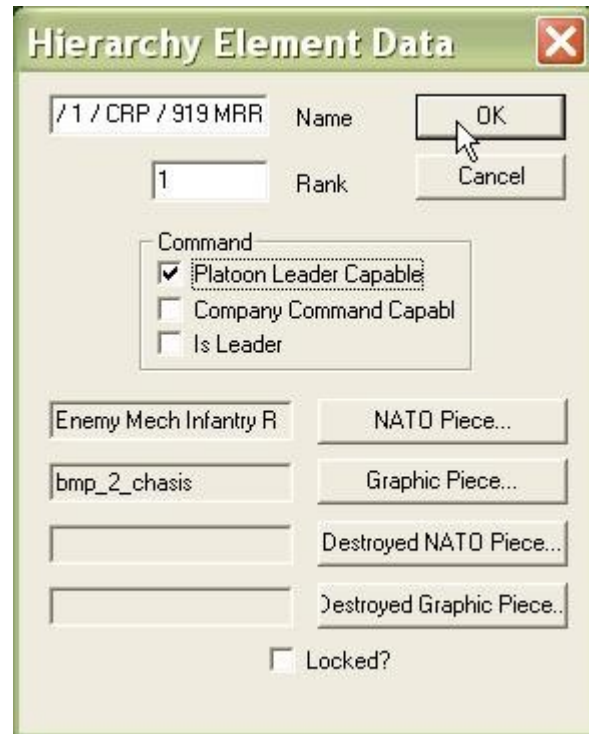 Hierarchy Element Data
/ 1 / CRP / 919 MRR Name OK
1 Rank Cancel
Command
Platoon Leader Capable
Company Command Capabl
Is Leader
Enemy Mech Infantry R NATO Piece...
bmp_2_chasis Graphic Piece...
Destroyed NATO Piece...
Destroyed Graphic Piece..
Locked?